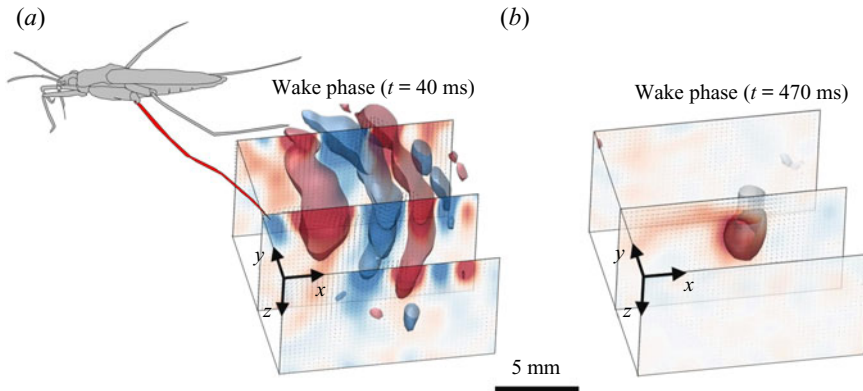 (a)
(b)
Wake phase (t = 40 ms)
Wake phase (t = 470 ms)
y
x
z
y
x
z
5 mm